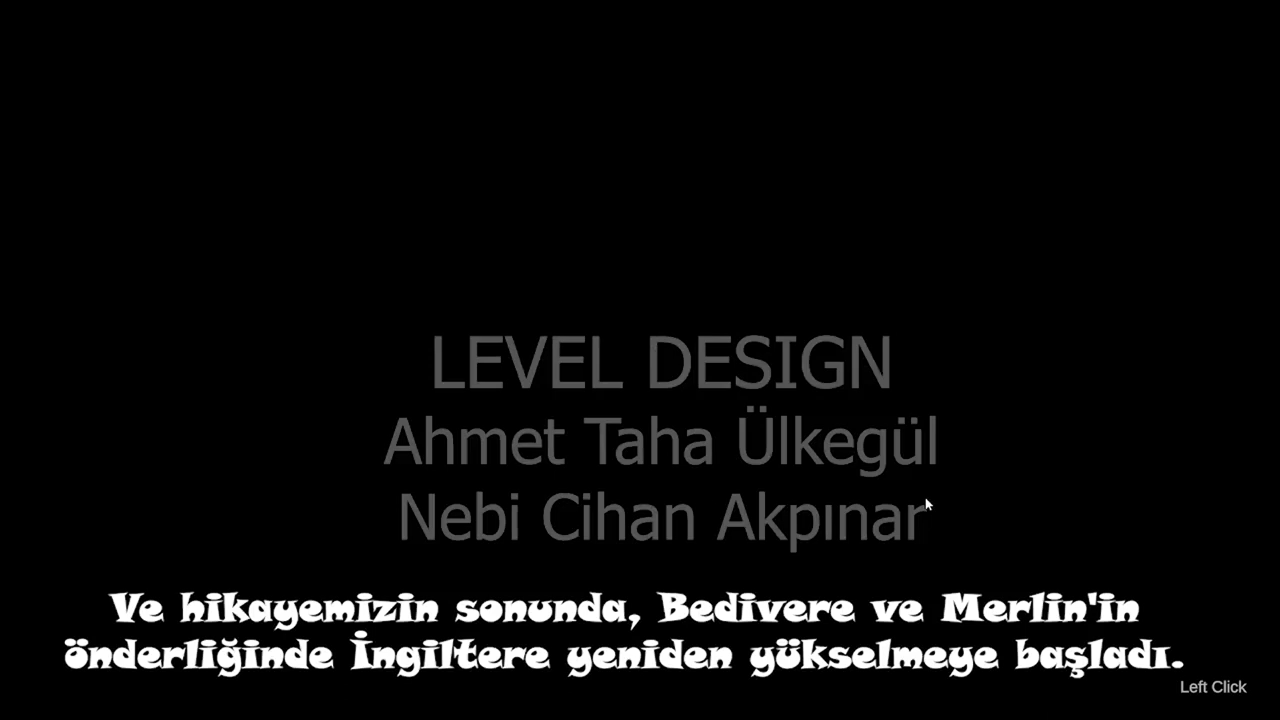 LEVEL DESIGN
Ahmet Taha Ülkegül
Nebi Cihan Akpınar
Ve hikayemizin sonunda, Bedivere ve Merlin'in
önderliğinde İngiltere yeniden yükselmeye başladı.
Left Click